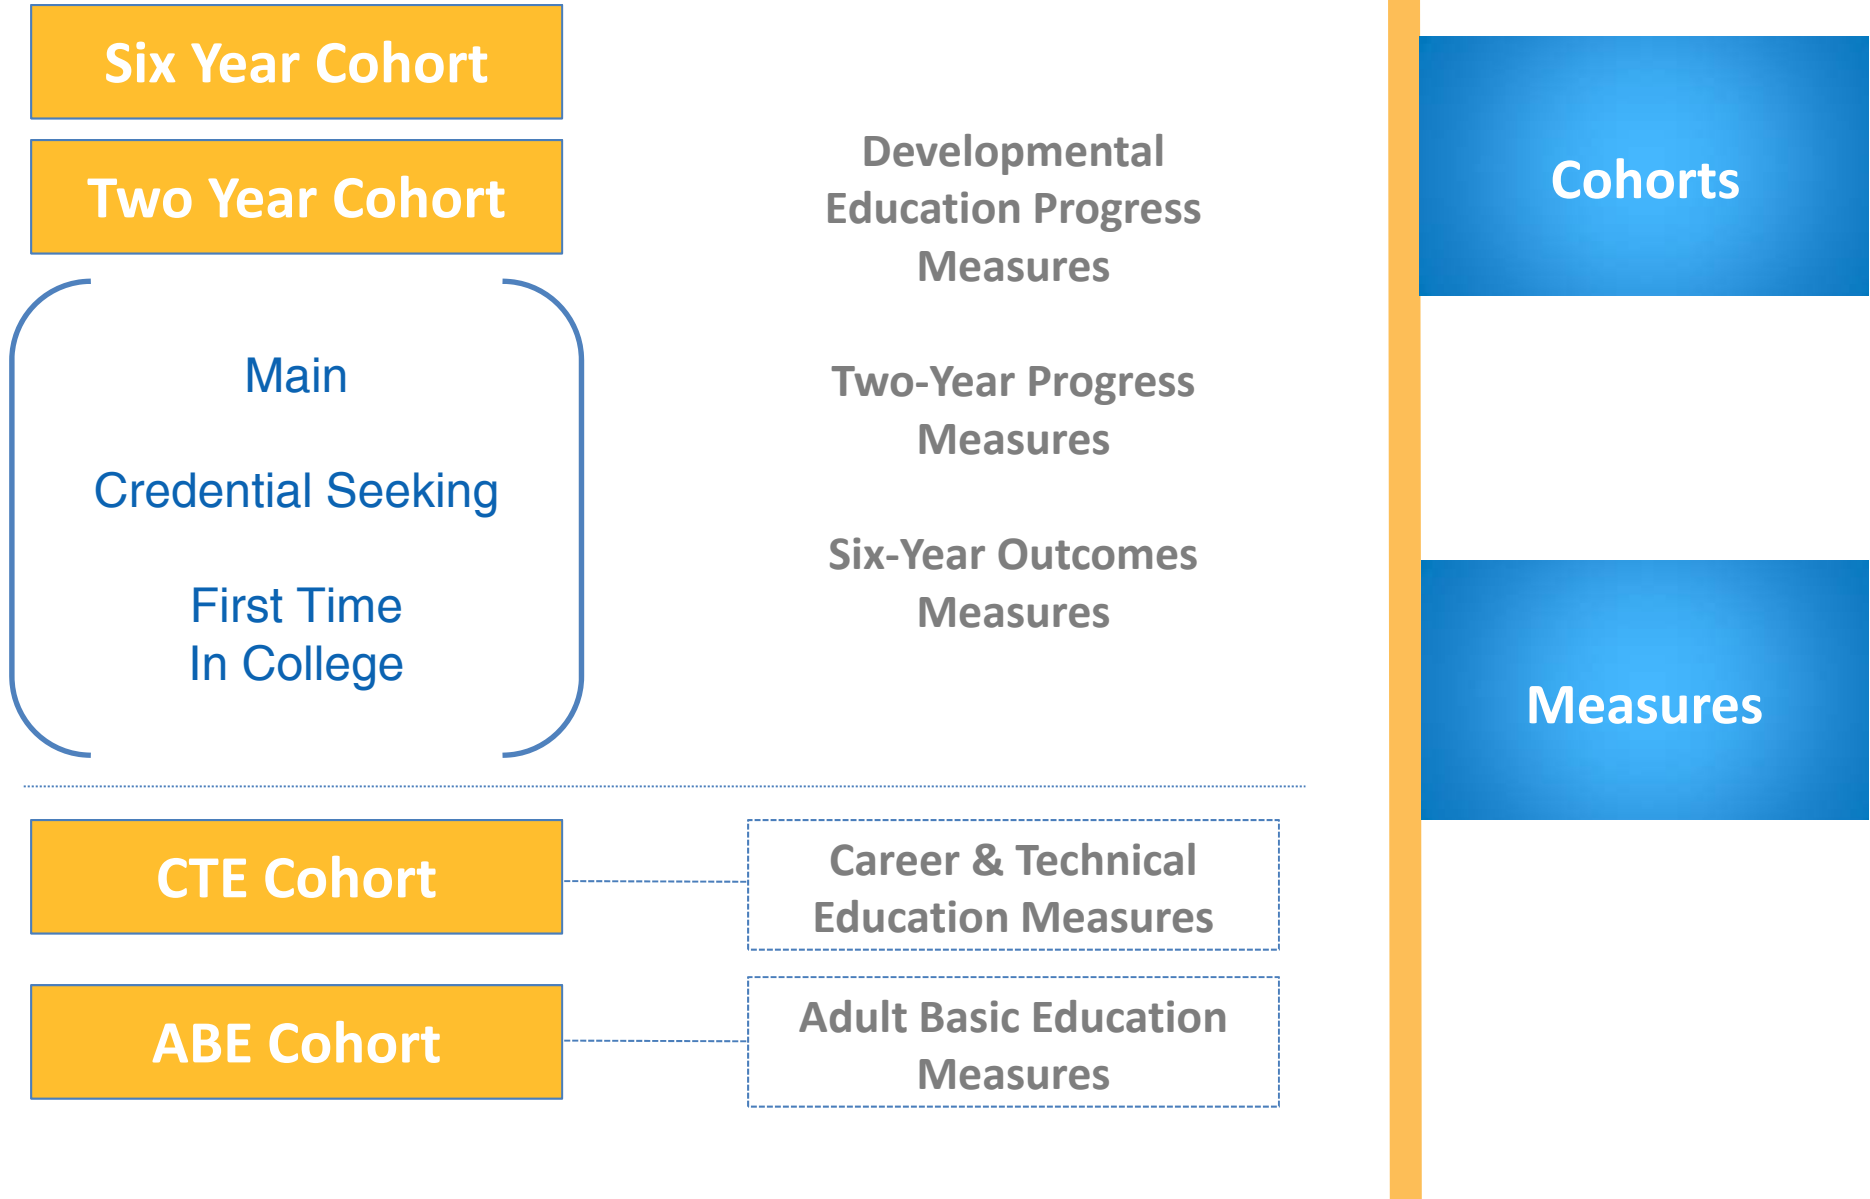 Six Year Cohort
Two Year Cohort
Main
Credential Seeking
First Time
In College
Developmental
Education Progress
Measures
Two-Year Progress
Measures
Six-Year Outcomes
Measures
CTE Cohort
Career & Technical
Education Measures
ABE Cohort
Adult Basic Education
Measures
Cohorts
Measures